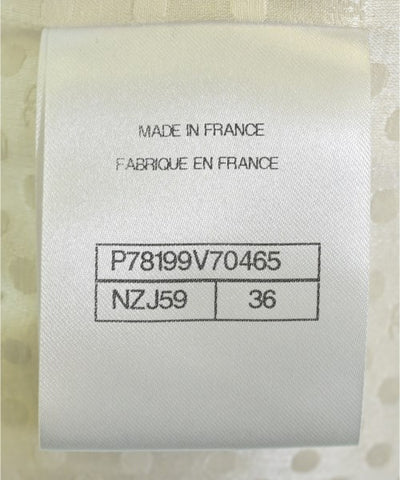 MADE IN FRANCE
FABRIQUE EN FRANCE
P78199V70465
NZJ59 36